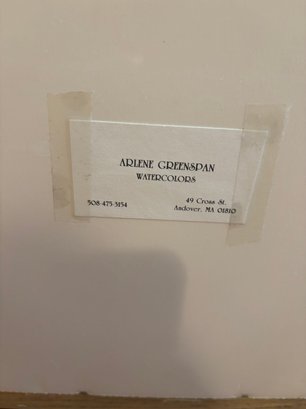 ARLENE GREENSPAN
WATERCOLORS
508-475-3154
49 Cross St.
Andover, MA 01810